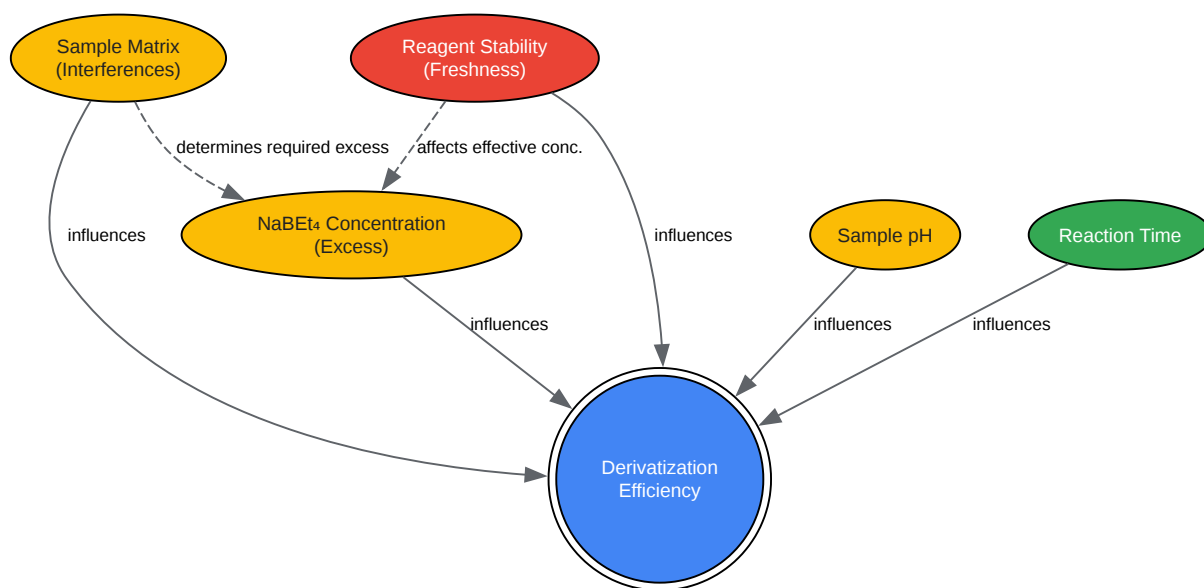 Sample Matrix
(Interferences)
Reagent Stability
(Freshness)
determines required excess
affects effective conc.
influences
NaBEt₄ Concentration
(Excess)
influences
Sample pH
Reaction Time
influences
influences
influences
Derivatization
Efficiency